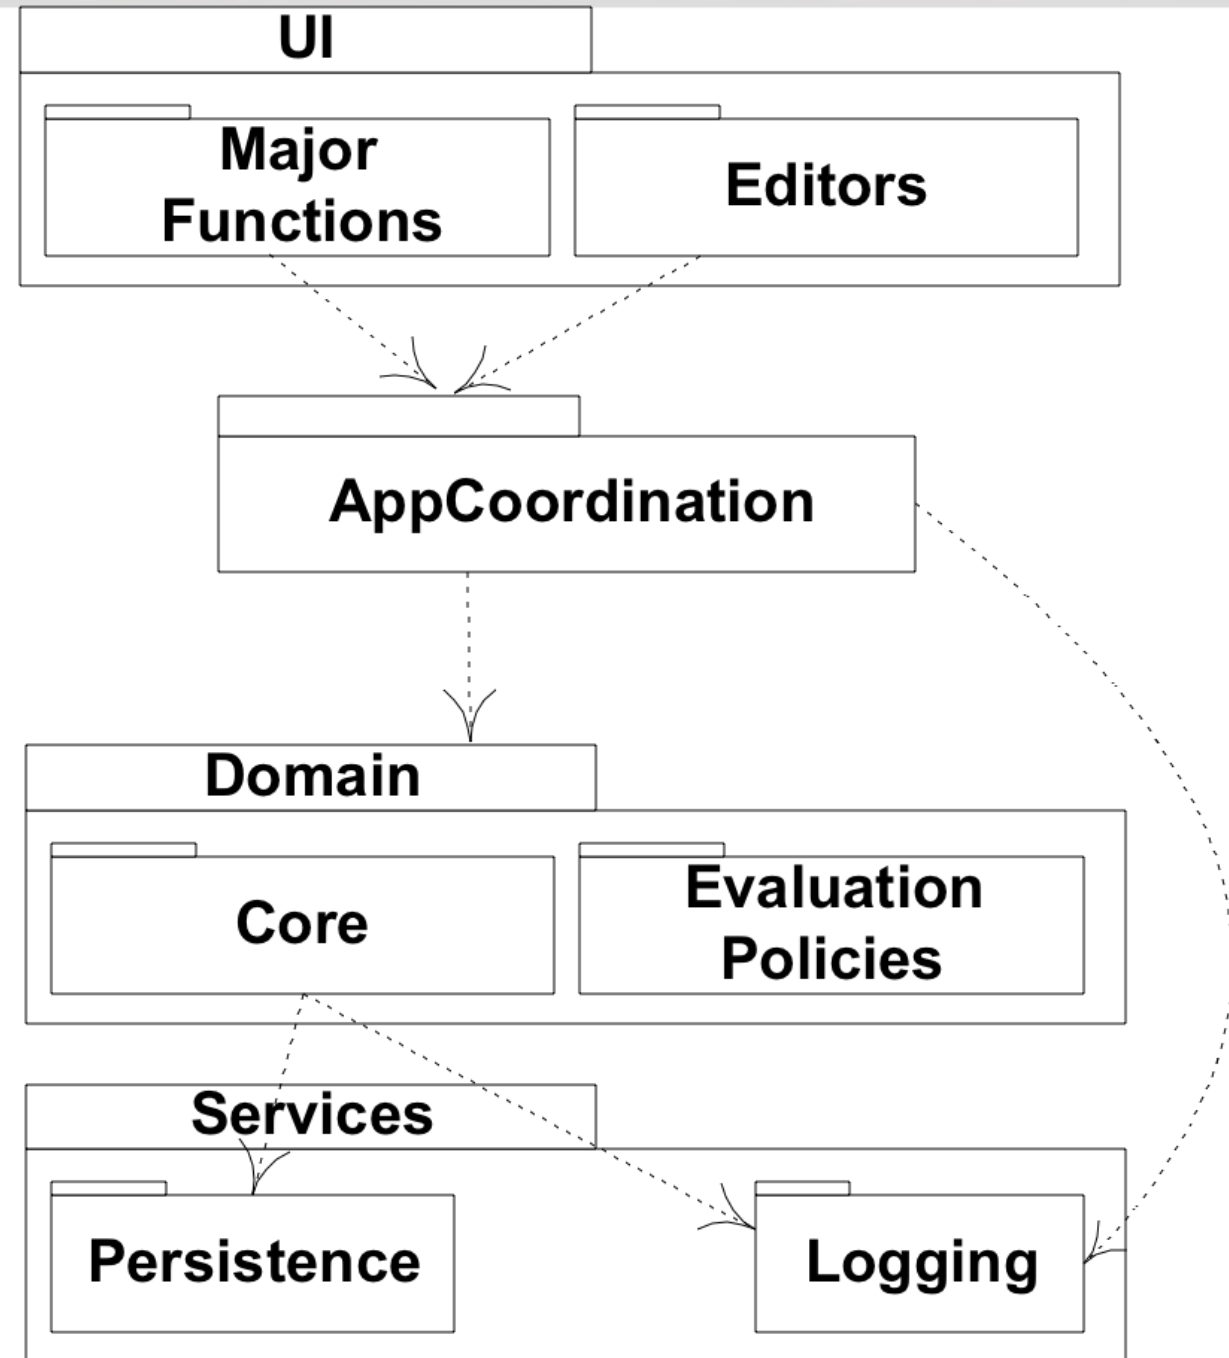 UI
Major
Functions
Editors
AppCoordination
Domain
Core
Evaluation
Policies
Services
Persistence
Logging